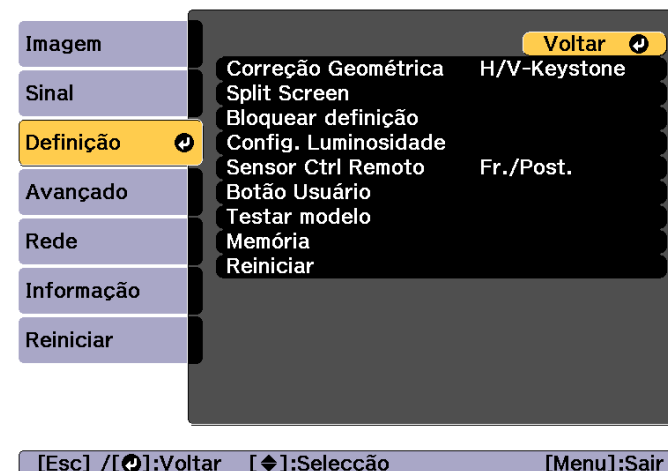 Imagem
Sinal
Definição
Avançado
Rede
Informação
Reiniciar
Voltar
Correção Geométrica H/V-Keystone
Split Screen
Bloquear definição
Config. Luminosidade
Sensor Ctrl Remoto Fr./Post.
Botão Usuário
Testar modelo
Memória
Reiniciar
[Esc] /[⏎]:Voltar [◆]:Selecção [Menu]:Sair